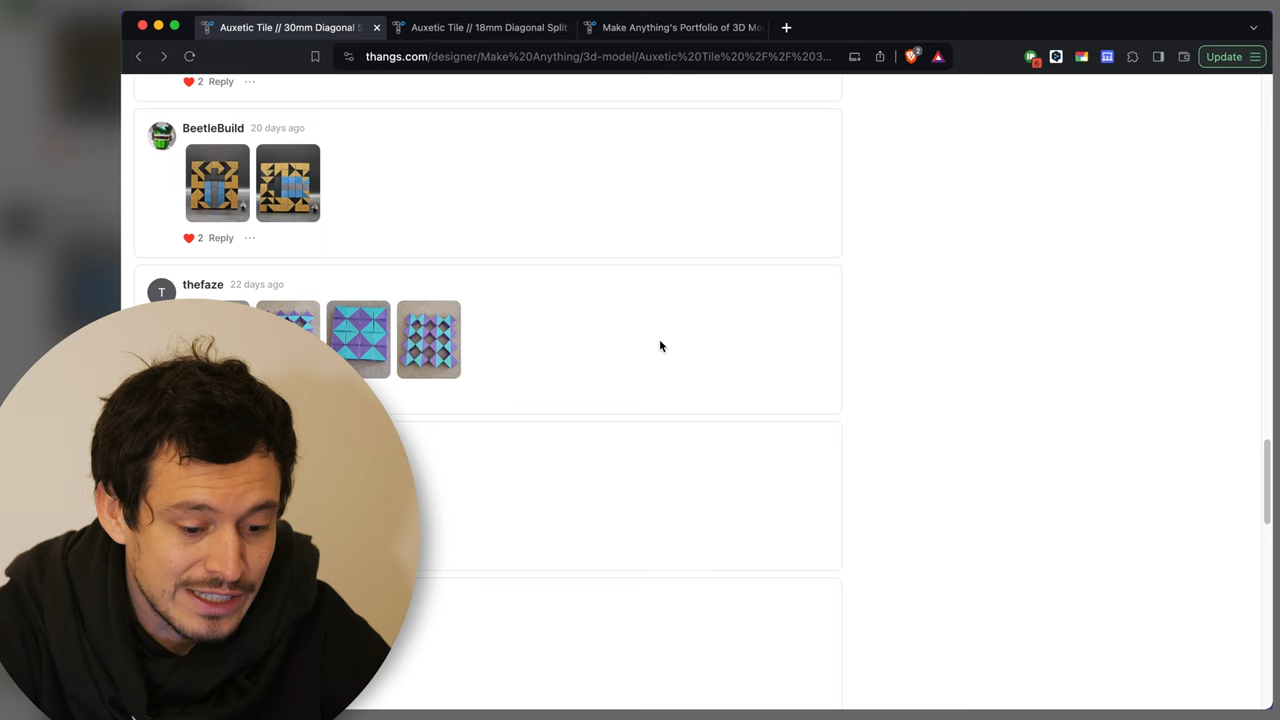 Auxetic Tile // 30mm Diagonal S
Auxetic Tile // 18mm Diagonal Split
Make Anything's Portfolio of 3D Mo
thangs.com/designer/Make%20Anything/3d-model/Auxetic%20Tile%20%2F%2F%203...
2
Update
6
2 Reply ...
BeetleBuild 20 days ago
2 Reply ...
T
thefaze 22 days ago